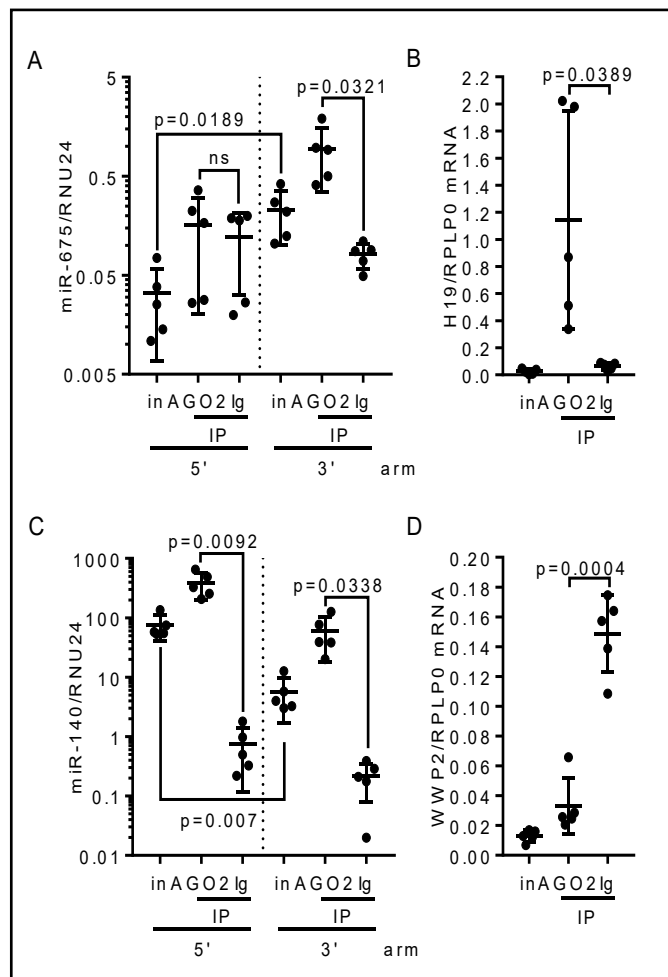 A
miR-675/RNU24
5
0.5
0.05
0.005
p=0.0189
ns
p=0.0321
in AGO2 Ig
in AGO2 Ig
IP
IP
5'
3'
arm
B
H19/RPLP0 mRNA
2.2
2.0
1.8
1.6
1.4
1.2
1.0
0.8
0.6
0.4
0.2
0.0
p=0.0389
in AGO2 Ig
IP
C
miR-140/RNU24
1000
100
10
1
0.1
0.01
p=0.0092
p=0.0338
p=0.007
in AGO2 Ig
in AGO2 Ig
IP
IP
5'
3'
arm
D
WWP2/RPLP0 mRNA
0.20
0.18
0.16
0.14
0.12
0.10
0.08
0.06
0.04
0.02
0.00
p=0.0004
in AGO2 Ig
IP